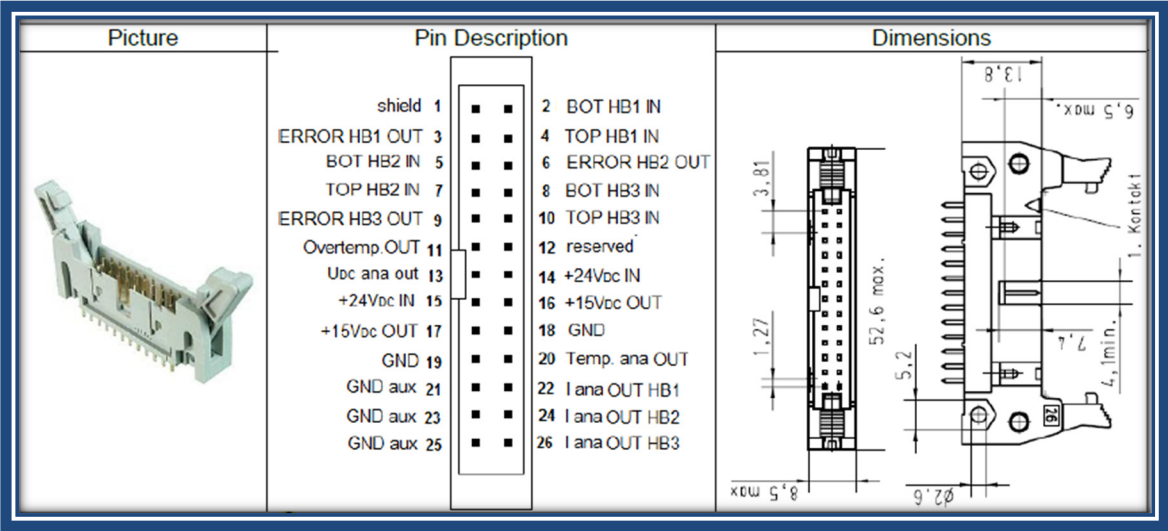 Picture
Pin Description
Dimensions
shield 1 2 BOT HB1 IN
ERROR HB1 OUT 3 4 TOP HB1 IN
BOT HB2 IN 5 6 ERROR HB2 OUT
TOP HB2 IN 7 8 BOT HB3 IN
ERROR HB3 OUT 9 10 TOP HB3 IN
Overtemp.OUT 11 12 reserved
UDC ana out 13 14 +24VDC IN
+24VDC IN 15 16 +15VDC OUT
+15VDC OUT 17 18 GND
GND 19 20 Temp. ana OUT
GND aux 21 22 I ana OUT HB1
GND aux 23 24 I ana OUT HB2
GND aux 25 26 I ana OUT HB3
13,8
6,5 max.
3,81
1. Kontakt
52,6 max.
1,27
7,4
4,1min.
5,2
26
8,5 max
Ø2,6